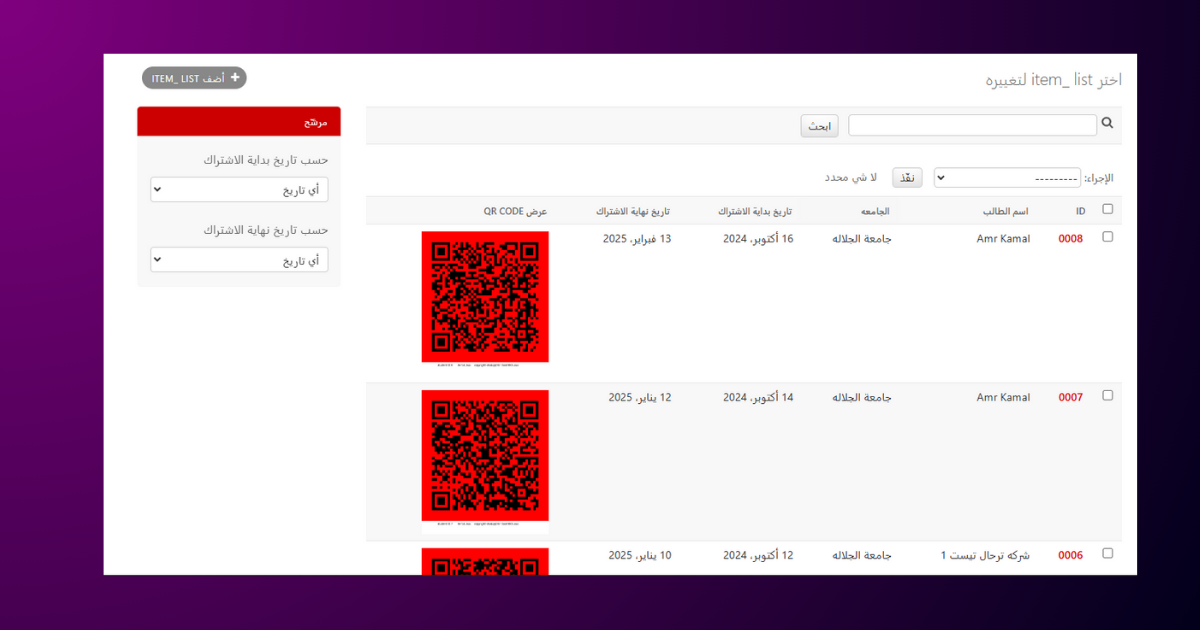 اختر item_ list لتغييره
أضف ITEM_ LIST
ابحث
الإجراء: --------- نفّذ لا شي محدد
ID اسم الطالب الجامعه تاريخ بداية الاشتراك تاريخ نهاية الاشتراك عرض QR CODE
0008 Amr Kamal جامعة الجلاله 16 أكتوبر، 2024 13 فبراير، 2025
0007 Amr Kamal جامعة الجلاله 14 أكتوبر، 2024 12 يناير، 2025
0006 شركه ترحال تيست 1 جامعة الجلاله 12 أكتوبر، 2024 10 يناير، 2025
مرشّح
حسب تاريخ بداية الاشتراك
أي تاريخ
حسب تاريخ نهاية الاشتراك
أي تاريخ